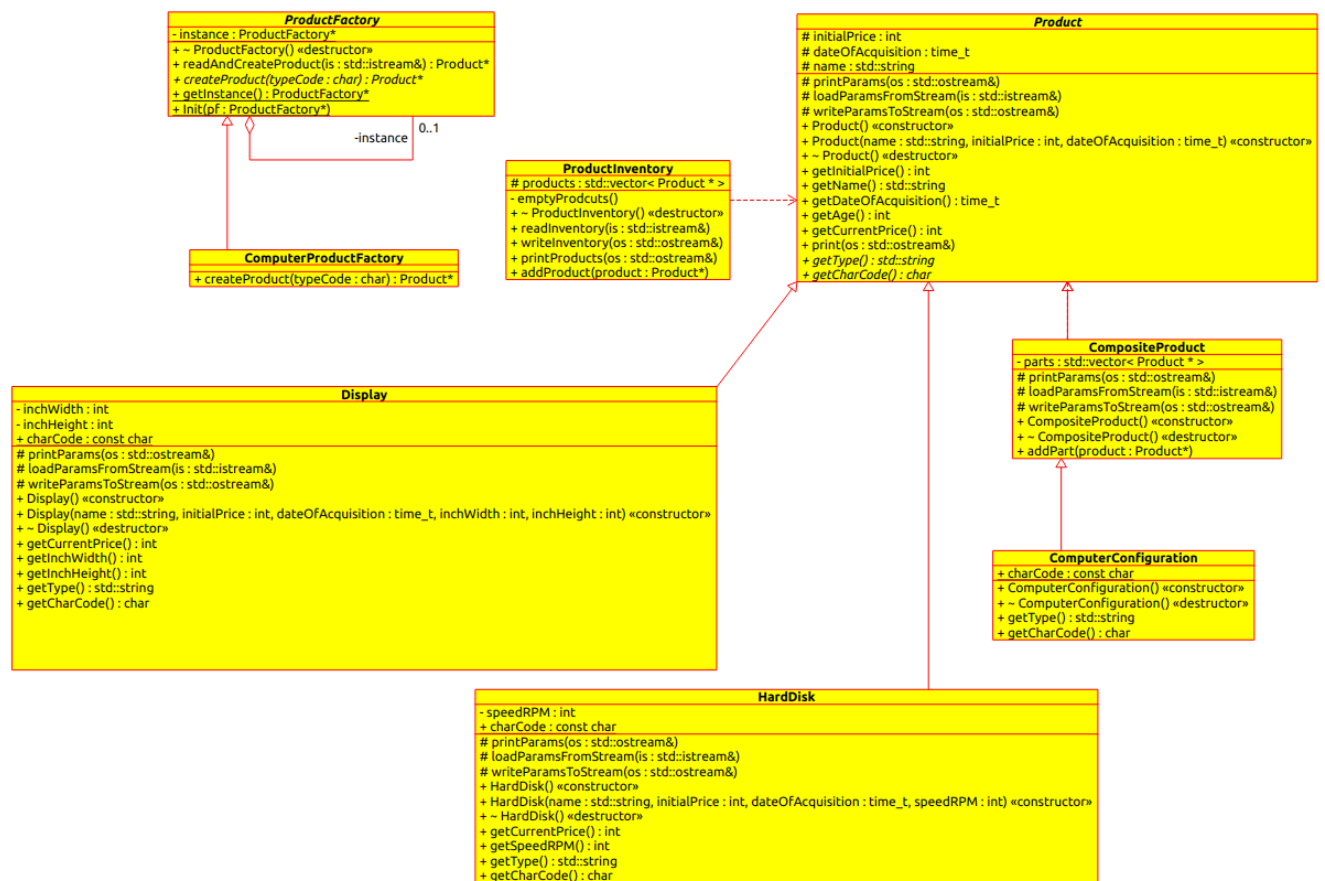 ProductFactory
- instance : ProductFactory*
+ ~ ProductFactory() «destructor»
+ readAndCreateProduct(is : std::istream&) : Product*
+ createProduct(typeCode : char) : Product*
+ getInstance() : ProductFactory*
+ Init(pf : ProductFactory*)
0..1
-instance
ComputerProductFactory
+ createProduct(typeCode : char) : Product*
ProductInventory
# products : std::vector< Product * >
- emptyProdcuts()
+ ~ ProductInventory() «destructor»
+ readInventory(is : std::istream&)
+ writeInventory(os : std::ostream&)
+ printProducts(os : std::ostream&)
+ addProduct(product : Product*)
Product
# initialPrice : int
# dateOfAcquisition : time_t
# name : std::string
# printParams(os : std::ostream&)
# loadParamsFromStream(is : std::istream&)
# writeParamsToStream(os : std::ostream&)
+ Product() «constructor»
+ Product(name : std::string, initialPrice : int, dateOfAcquisition : time_t) «constructor»
+ ~ Product() «destructor»
+ getInitialPrice() : int
+ getName() : std::string
+ getDateOfAcquisition() : time_t
+ getAge() : int
+ getCurrentPrice() : int
+ print(os : std::ostream&)
+ getType() : std::string
+ getCharCode() : char
CompositeProduct
- parts : std::vector< Product * >
# printParams(os : std::ostream&)
# loadParamsFromStream(is : std::istream&)
# writeParamsToStream(os : std::ostream&)
+ CompositeProduct() «constructor»
+ ~ CompositeProduct() «destructor»
+ addPart(product : Product*)
Display
- inchWidth : int
- inchHeight : int
+ charCode : const char
# printParams(os : std::ostream&)
# loadParamsFromStream(is : std::istream&)
# writeParamsToStream(os : std::ostream&)
+ Display() «constructor»
+ Display(name : std::string, initialPrice : int, dateOfAcquisition : time_t, inchWidth : int, inchHeight : int) «constructor»
+ ~ Display() «destructor»
+ getCurrentPrice() : int
+ getInchWidth() : int
+ getInchHeight() : int
+ getType() : std::string
+ getCharCode() : char
ComputerConfiguration
+ charCode : const char
+ ComputerConfiguration() «constructor»
+ ~ ComputerConfiguration() «destructor»
+ getType() : std::string
+ getCharCode() : char
HardDisk
- speedRPM : int
+ charCode : const char
# printParams(os : std::ostream&)
# loadParamsFromStream(is : std::istream&)
# writeParamsToStream(os : std::ostream&)
+ HardDisk() «constructor»
+ HardDisk(name : std::string, initialPrice : int, dateOfAcquisition : time_t, speedRPM : int) «constructor»
+ ~ HardDisk() «destructor»
+ getCurrentPrice() : int
+ getSpeedRPM() : int
+ getType() : std::string
+ getCharCode() : char